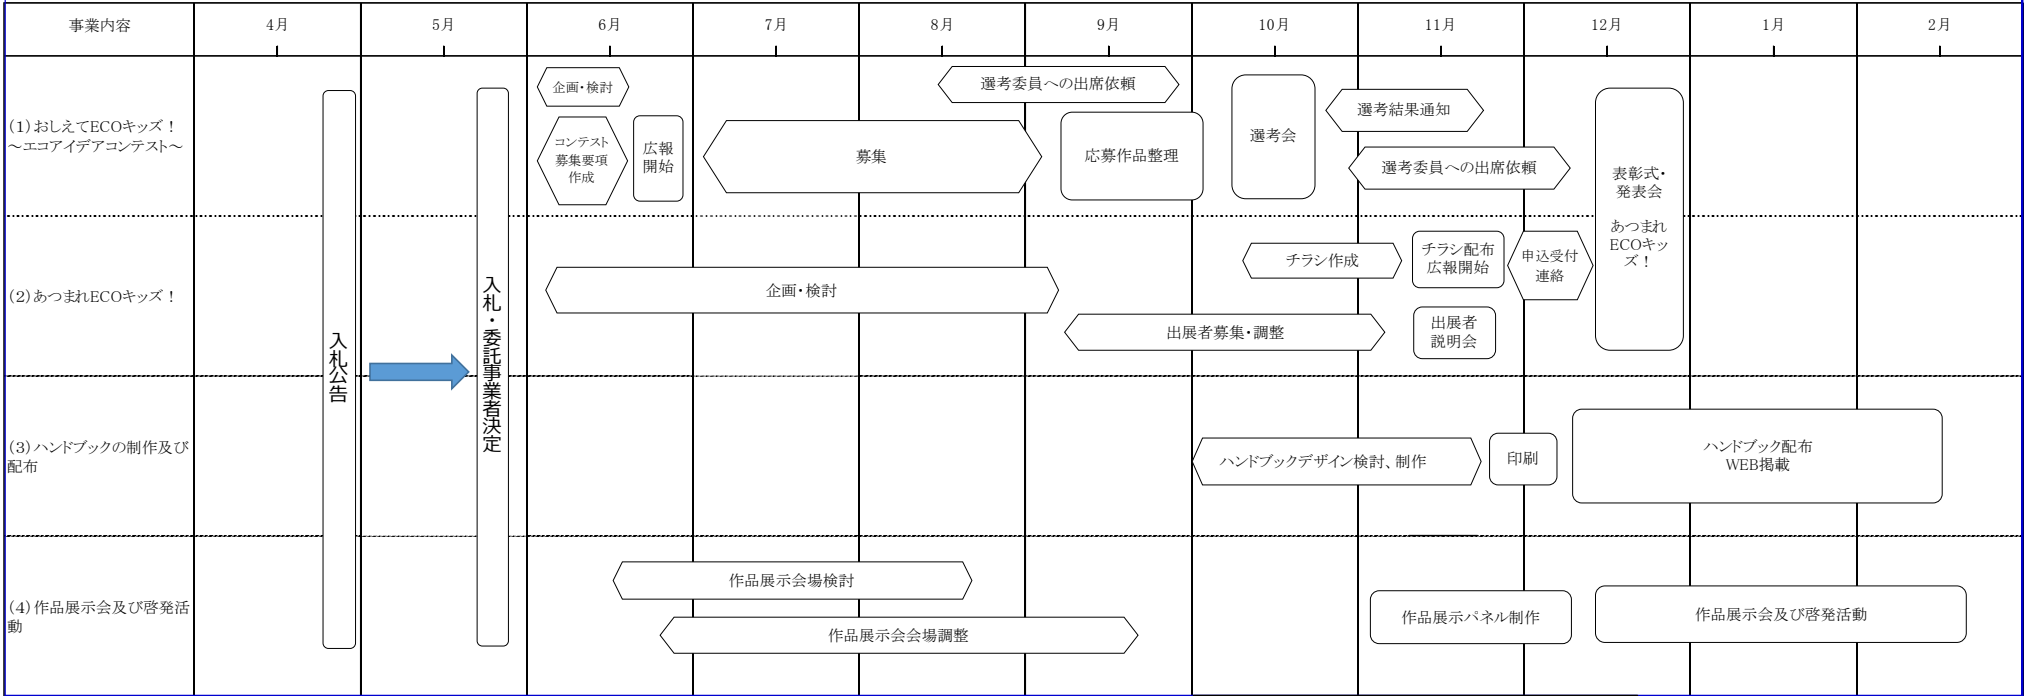 事業内容
4月
5月
6月
7月
8月
9月
10月
11月
12月
1月
2月
(1)おしえてECOキッズ！
～エコアイデアコンテスト～
企画・検討
コンテスト
募集要項
作成
広報
開始
募集
選考委員への出席依頼
応募作品整理
選考会
選考結果通知
選考委員への出席依頼
表彰式・
発表会
あつまれ
ECOキッ
ズ！
(2)あつまれECOキッズ！
企画・検討
出展者募集・調整
チラシ作成
チラシ配布
広報開始
出展者
説明会
申込受付
連絡
入札公告
入札・委託事業者決定
(3)ハンドブックの制作及び
配布
ハンドブックデザイン検討、制作
印刷
ハンドブック配布
WEB掲載
(4)作品展示会及び啓発活
動
作品展示会場検討
作品展示会会場調整
作品展示パネル制作
作品展示会及び啓発活動